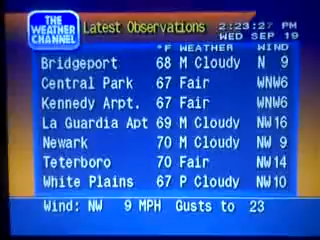 THE
WEATHER
CHANNEL
Latest Observations
2:23:27 PM
WED SEP 19
°F WEATHER WIND
Bridgeport 68 M Cloudy N 9
Central Park 67 Fair WNW6
Kennedy Arpt. 67 Fair WNW6
La Guardia Apt 69 M Cloudy NW16
Newark 70 M Cloudy NW 9
Teterboro 70 Fair NW14
White Plains 67 P Cloudy NW10
Wind: NW 9 MPH Gusts to 23